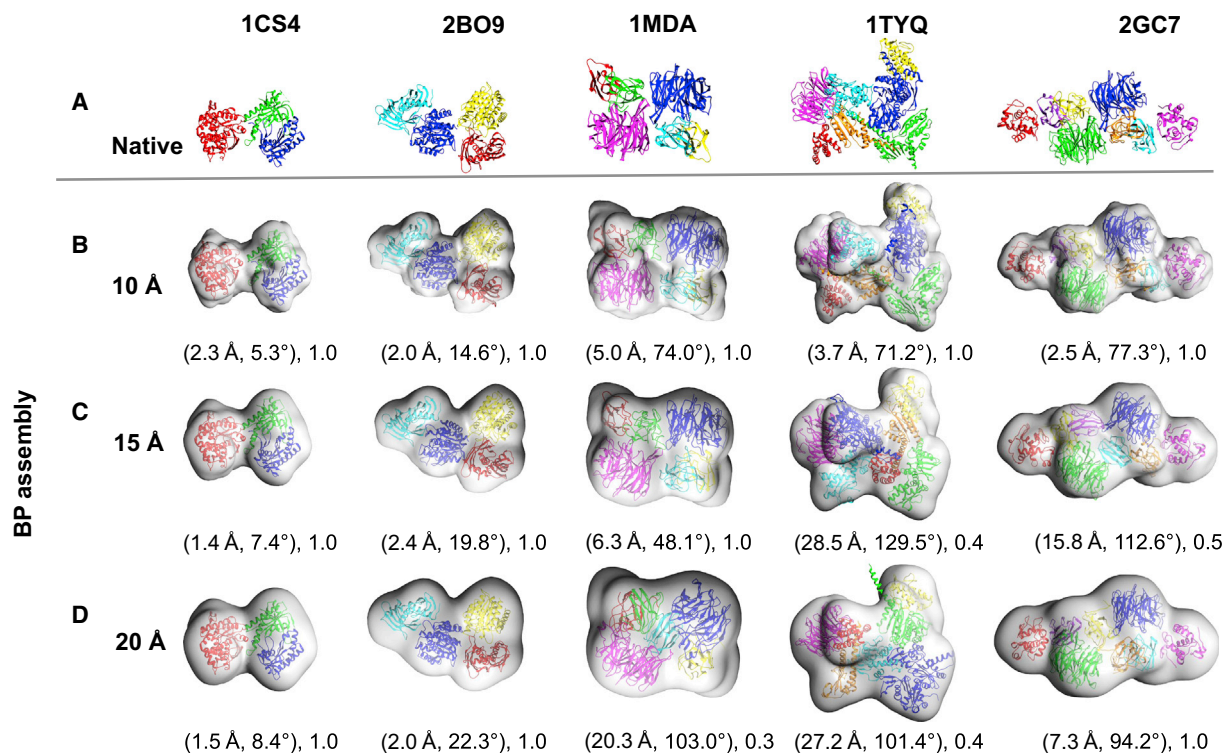 1CS4 2BO9 1MDA 1TYQ 2GC7
A
Native
B
10 Å
(2.3 Å, 5.3°), 1.0 (2.0 Å, 14.6°), 1.0 (5.0 Å, 74.0°), 1.0 (3.7 Å, 71.2°), 1.0 (2.5 Å, 77.3°), 1.0
BP assembly
C
15 Å
(1.4 Å, 7.4°), 1.0 (2.4 Å, 19.8°), 1.0 (6.3 Å, 48.1°), 1.0 (28.5 Å, 129.5°), 0.4 (15.8 Å, 112.6°), 0.5
D
20 Å
(1.5 Å, 8.4°), 1.0 (2.0 Å, 22.3°), 1.0 (20.3 Å, 103.0°), 0.3 (27.2 Å, 101.4°), 0.4 (7.3 Å, 94.2°), 1.0